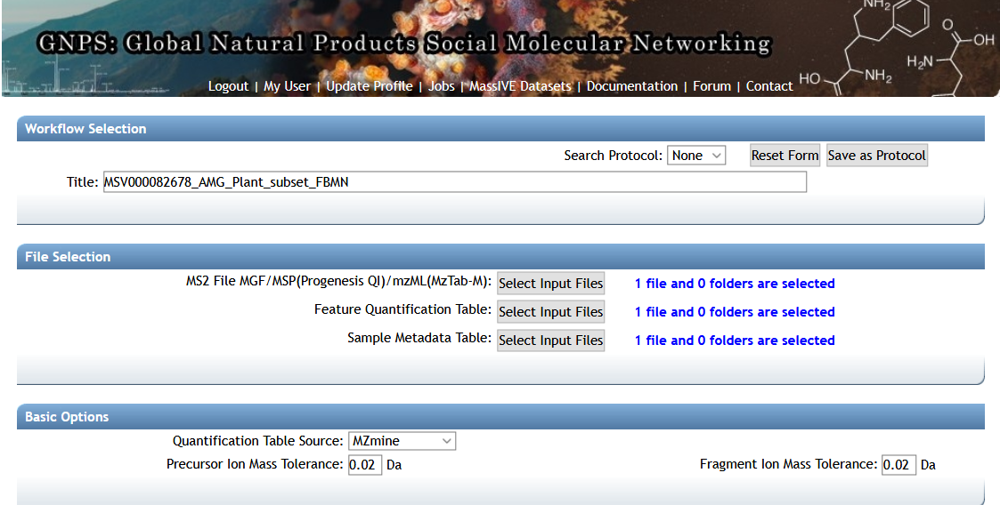 GNPS: Global Natural Products Social Molecular Networking
NH2
OH
O
H2N
HO
NH2
Logout | My User | Update Profile | Jobs | MassIVE Datasets | Documentation | Forum | Contact
Workflow Selection
Search Protocol: None Reset Form Save as Protocol
Title: MSV000082678_AMG_Plant_subset_FBMN
File Selection
MS2 File MGF/MSP(Progenesis QI)/mzML(MzTab-M): Select Input Files 1 file and 0 folders are selected
Feature Quantification Table: Select Input Files 1 file and 0 folders are selected
Sample Metadata Table: Select Input Files 1 file and 0 folders are selected
Basic Options
Quantification Table Source: MZmine
Precursor Ion Mass Tolerance: 0.02 Da Fragment Ion Mass Tolerance: 0.02 Da